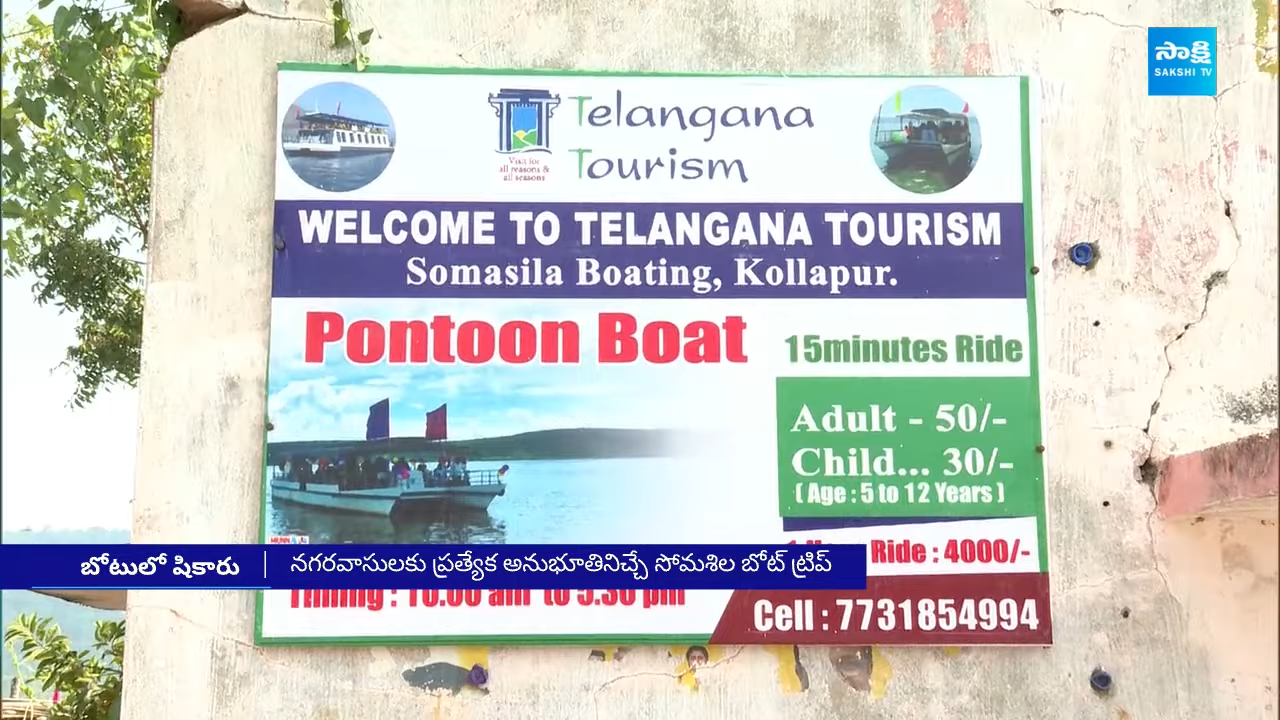 సాక్షి
SAKSHI TV
Telangana
Tourism
Visit for
all reasons &
all seasons
WELCOME TO TELANGANA TOURISM
Somasila Boating, Kollapur.
Pontoon Boat
15minutes Ride
Adult - 50/-
Child... 30/-
( Age : 5 to 12 Years )
Ride : 4000/-
బోటులో షికారు
నగరవాసులకు ప్రత్యేక అనుభూతినిచ్చే సోమశిల బోట్ ట్రిప్
Timing : 10.00 am to 5.30 pm
Cell : 7731854994